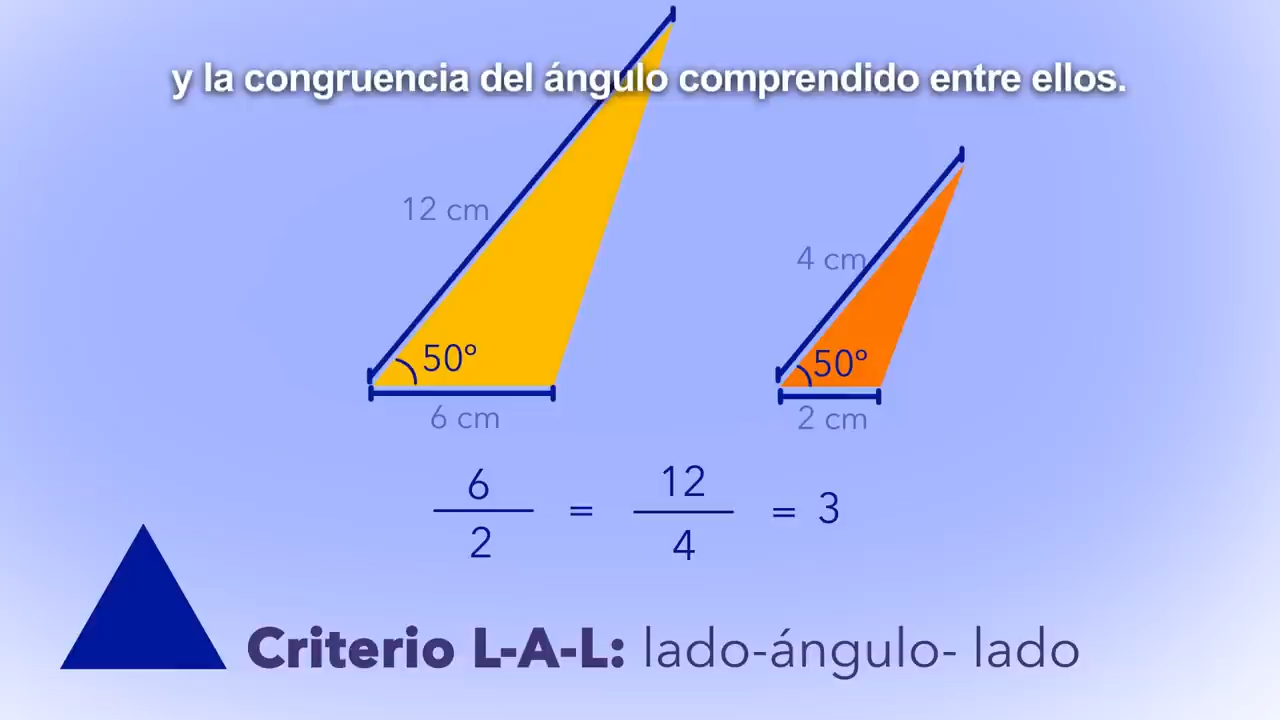 y la congruencia del ángulo comprendido entre ellos.
12 cm
4 cm
50º
50º
6 cm
2 cm
6
2
=
12
4
= 3
Criterio L-A-L: lado-ángulo- lado